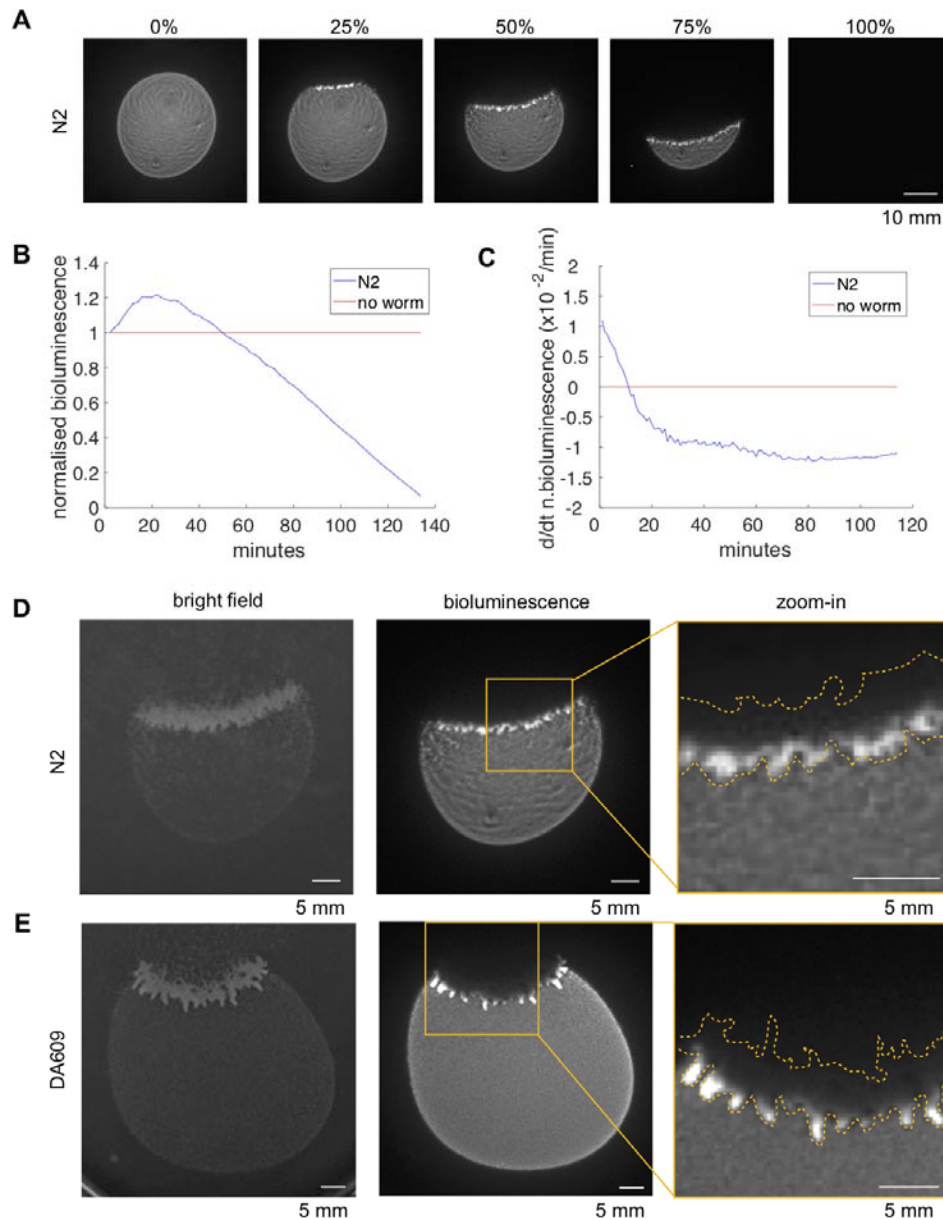 A
0% 25% 50% 75% 100%
N2
10 mm
B
normalised bioluminescence
1.4
1.2
1
0.8
0.6
0.4
0.2
0
0 20 40 60 80 100 120 140
minutes
N2
no worm
C
d/dt n.bioluminescence (x10⁻²/min)
2
1.5
1
0.5
0
-0.5
-1
-1.5
-2
0 20 40 60 80 100 120
minutes
N2
no worm
D
bright field bioluminescence zoom-in
N2
5 mm 5 mm 5 mm
E
DA609
5 mm 5 mm 5 mm